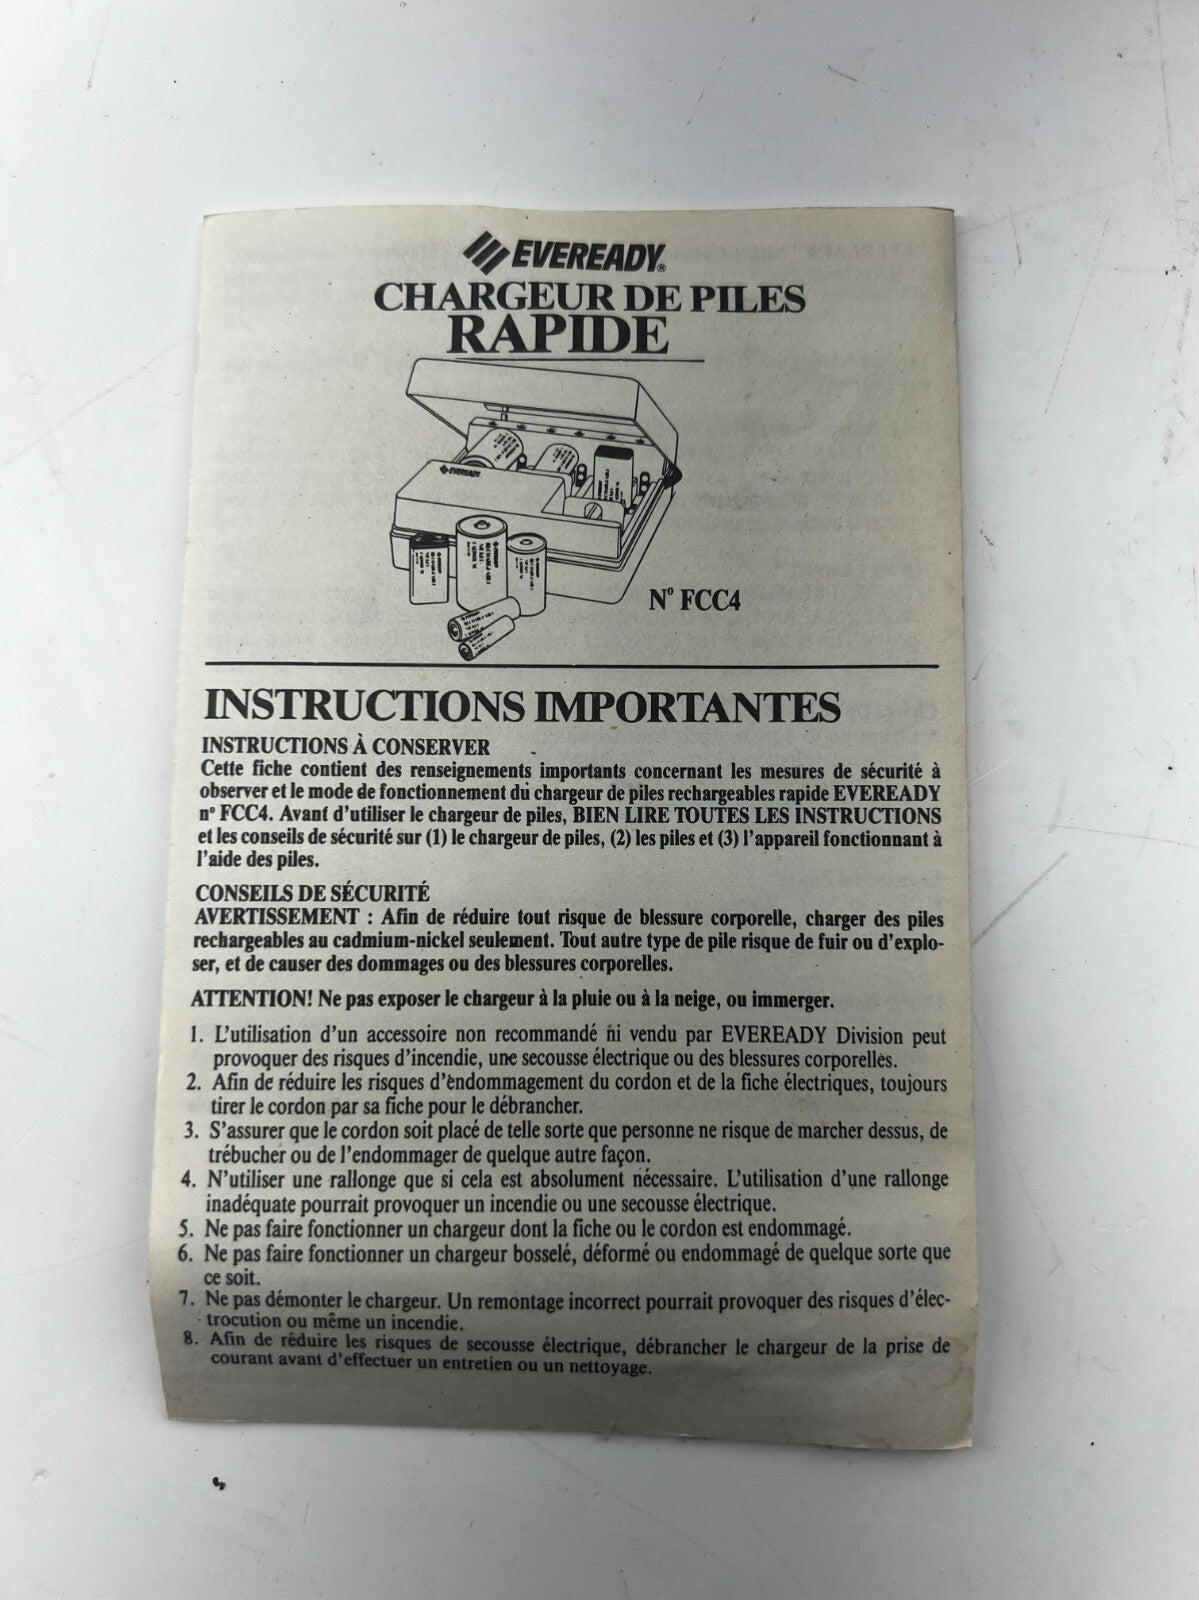 EVEREADY®
CHARGEUR DE PILES
RAPIDE
EVEREADY
Nº FCC4
INSTRUCTIONS IMPORTANTES
INSTRUCTIONS À CONSERVER
Cette fiche contient des renseignements importants concernant les mesures de sécurité à
observer et le mode de fonctionnement du chargeur de piles rechargeables rapide EVEREADY
nº FCC4. Avant d'utiliser le chargeur de piles, BIEN LIRE TOUTES LES INSTRUCTIONS
et les conseils de sécurité sur (1) le chargeur de piles, (2) les piles et (3) l'appareil fonctionnant à
l'aide des piles.
CONSEILS DE SÉCURITÉ
AVERTISSEMENT : Afin de réduire tout risque de blessure corporelle, charger des piles
rechargeables au cadmium-nickel seulement. Tout autre type de pile risque de fuir ou d'explo-
ser, et de causer des dommages ou des blessures corporelles.
ATTENTION! Ne pas exposer le chargeur à la pluie ou à la neige, ou immerger.
1. L'utilisation d'un accessoire non recommandé ni vendu par EVEREADY Division peut
provoquer des risques d'incendie, une secousse électrique ou des blessures corporelles.
2. Afin de réduire les risques d'endommagement du cordon et de la fiche électriques, toujours
tirer le cordon par sa fiche pour le débrancher.
3. S'assurer que le cordon soit placé de telle sorte que personne ne risque de marcher dessus, de
trébucher ou de l'endommager de quelque autre façon.
4. N'utiliser une rallonge que si cela est absolument nécessaire. L'utilisation d'une rallonge
inadéquate pourrait provoquer un incendie ou une secousse électrique.
5. Ne pas faire fonctionner un chargeur dont la fiche ou le cordon est endommagé.
6. Ne pas faire fonctionner un chargeur bosselé, déformé ou endommagé de quelque sorte que
ce soit.
7. Ne pas démonter le chargeur. Un remontage incorrect pourrait provoquer des risques d'élec-
trocution ou même un incendie.
8. Afin de réduire les risques de secousse électrique, débrancher le chargeur de la prise de
courant avant d'effectuer un entretien ou un nettoyage.